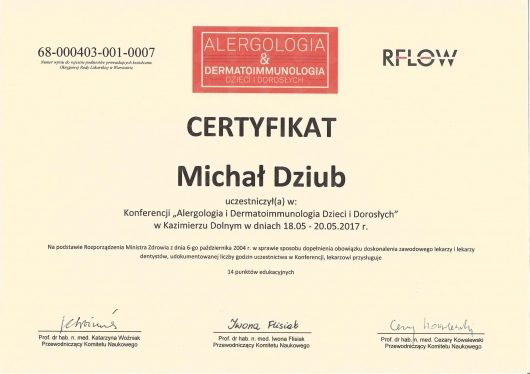 68-000403-001-0007
Numer wpisu do rejestru podmiotów prowadzących kształcenie
Okręgowej Rady Lekarskiej w Warszawie
ALERGOLOGIA
&
DERMATOIMMUNOLOGIA
DZIECI I DOROSŁYCH
RFLOW
CERTYFIKAT
Michał Dziub
uczestniczył(a) w:
Konferencji „Alergologia i Dermatoimmunologia Dzieci i Dorosłych”
w Kazimierzu Dolnym w dniach 18.05 - 20.05.2017 r.
Na podstawie Rozporządzenia Ministra Zdrowia z dnia 6-go października 2004 r. w sprawie sposobu dopełnienia obowiązku doskonalenia zawodowego lekarzy i lekarzy
dentystów, udokumentowanej liczby godzin uczestnictwa w Konferencji, lekarzowi przysługuje
14 punktów edukacyjnych
Iwona Flisiak
Prof. dr hab. n. med. Katarzyna Woźniak
Przewodniczący Komitetu Naukowego
Prof. dr hab. n. med. Iwona Flisiak
Przewodniczący Komitetu Naukowego
Prof. dr hab. n. med. Cezary Kowalewski
Przewodniczący Komitetu Naukowego